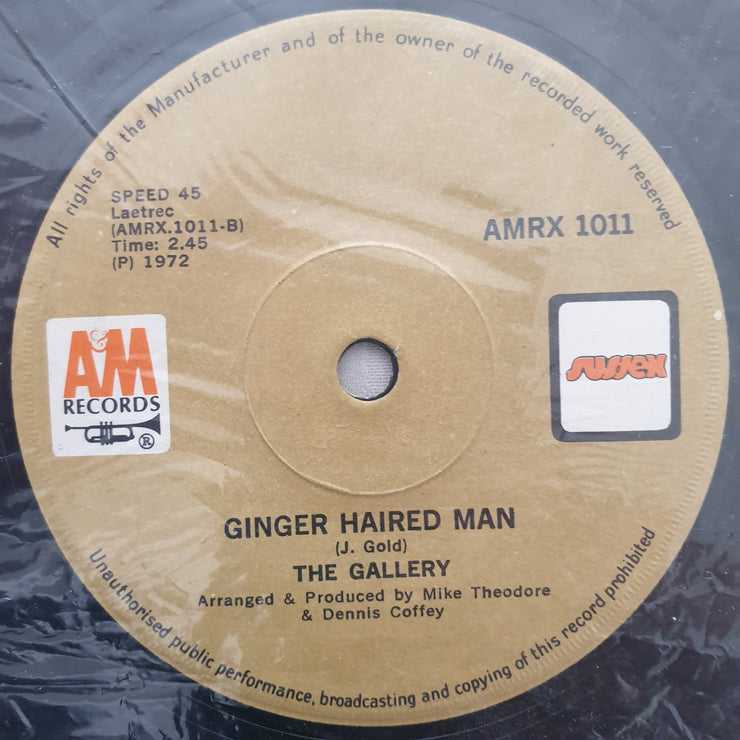 All rights of the Manufacturer and of the owner of the recorded work reserved
SPEED 45
Laetrec
(AMRX.1011-B)
Time: 2.45
(P) 1972
AMRX 1011
A&M
RECORDS
®
sussex
GINGER HAIRED MAN
(J. Gold)
THE GALLERY
Arranged & Produced by Mike Theodore
& Dennis Coffey
Unauthorised public performance, broadcasting and copying of this record prohibited